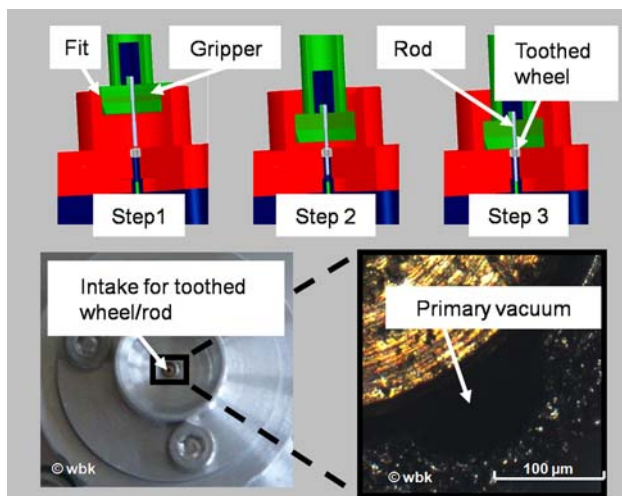 Fit
Gripper
Rod
Toothed
wheel
Step1
Step 2
Step 3
Intake for toothed
wheel/rod
Primary vacuum
© wbk
© wbk
100 µm